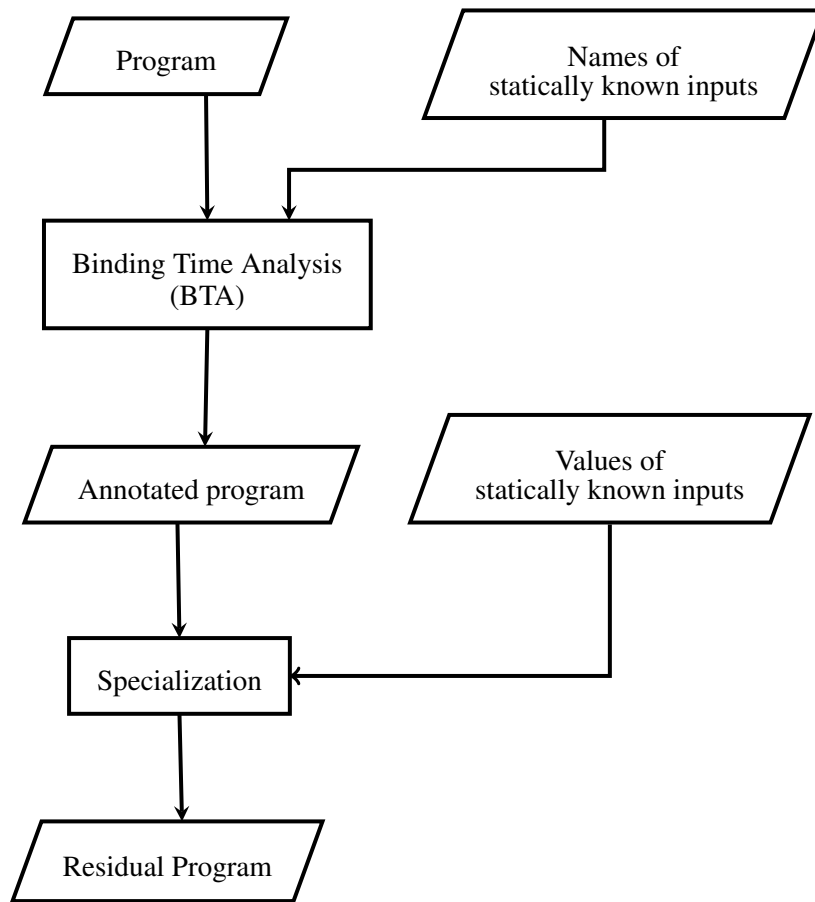 Program
Names of
statically known inputs
Binding Time Analysis
(BTA)
Annotated program
Values of
statically known inputs
Specialization
Residual Program